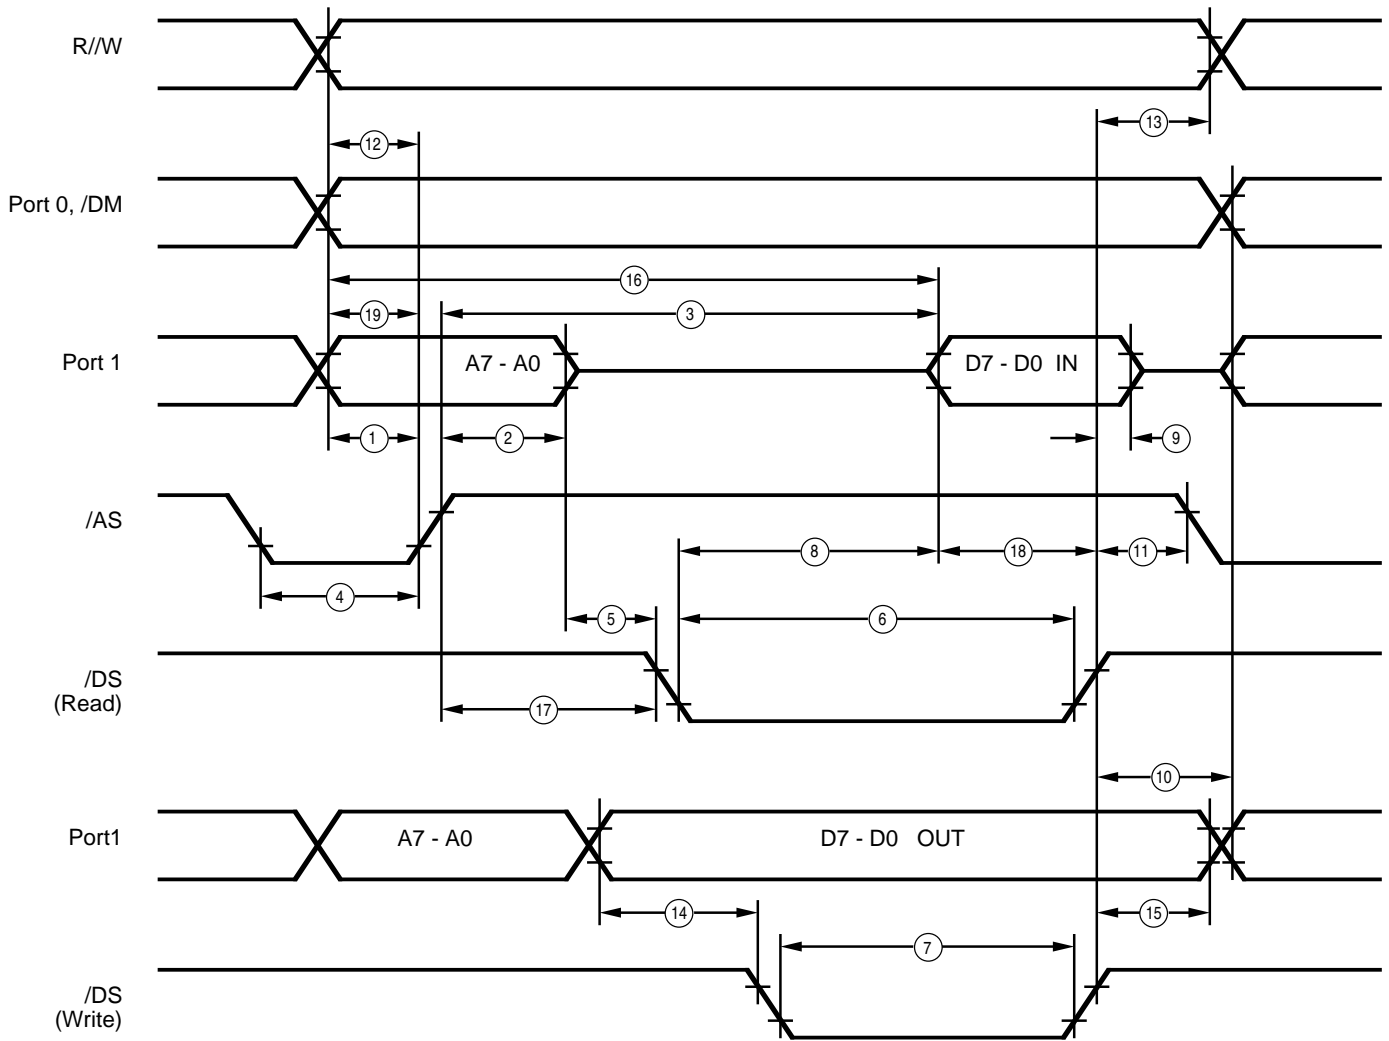 R//W
13
12
Port 0, /DM
16
19
3
Port 1
A7 - A0
D7 - D0 IN
1
2
9
/AS
8
18
11
4
5
6
/DS
(Read)
17
10
Port1
A7 - A0
D7 - D0 OUT
14
15
7
/DS
(Write)